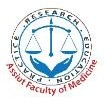 PRACTICE • RESEARCH • EDUCATION
Assiut Faculty of Medicine